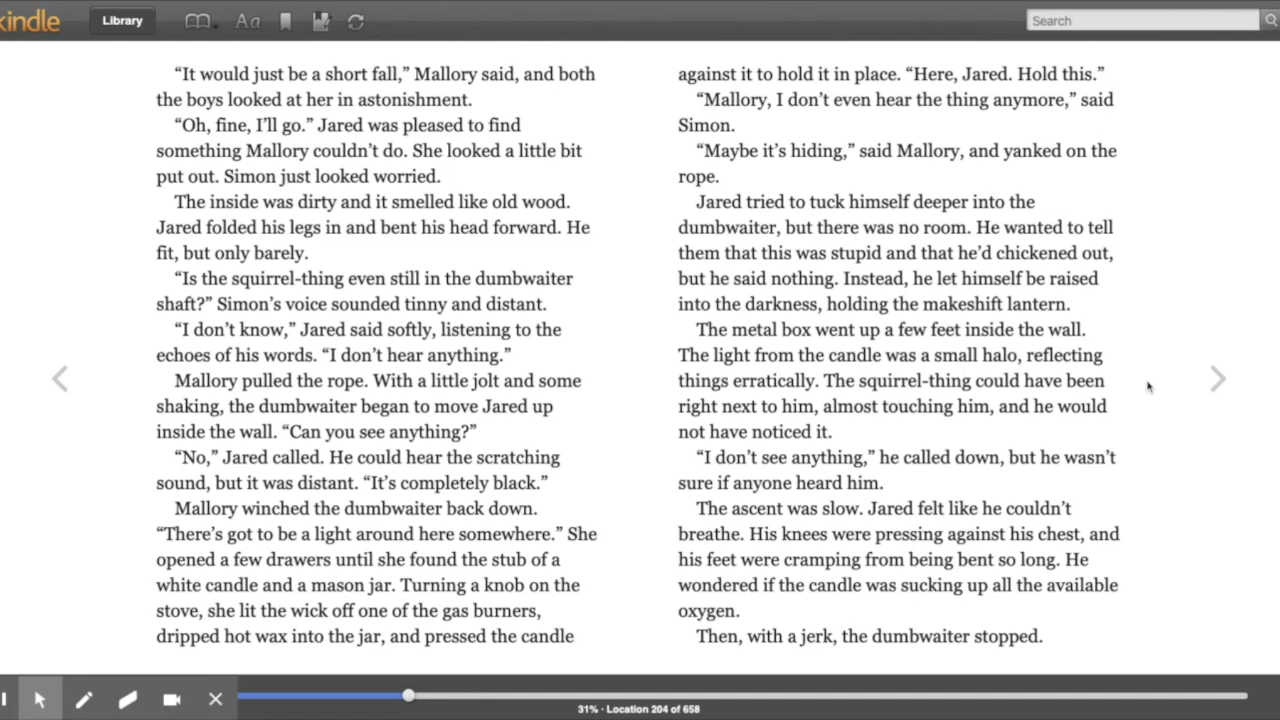 kindle
Library
Aa
Search
“It would just be a short fall,” Mallory said, and both
the boys looked at her in astonishment.
“Oh, fine, I’ll go.” Jared was pleased to find
something Mallory couldn’t do. She looked a little bit
put out. Simon just looked worried.
The inside was dirty and it smelled like old wood.
Jared folded his legs in and bent his head forward. He
fit, but only barely.
“Is the squirrel-thing even still in the dumbwaiter
shaft?” Simon’s voice sounded tinny and distant.
“I don’t know,” Jared said softly, listening to the
echoes of his words. “I don’t hear anything.”
Mallory pulled the rope. With a little jolt and some
shaking, the dumbwaiter began to move Jared up
inside the wall. “Can you see anything?”
“No,” Jared called. He could hear the scratching
sound, but it was distant. “It’s completely black.”
Mallory winched the dumbwaiter back down.
“There’s got to be a light around here somewhere.” She
opened a few drawers until she found the stub of a
white candle and a mason jar. Turning a knob on the
stove, she lit the wick off one of the gas burners,
dripped hot wax into the jar, and pressed the candle
against it to hold it in place. “Here, Jared. Hold this.”
“Mallory, I don’t even hear the thing anymore,” said
Simon.
“Maybe it’s hiding,” said Mallory, and yanked on the
rope.
Jared tried to tuck himself deeper into the
dumbwaiter, but there was no room. He wanted to tell
them that this was stupid and that he’d chickened out,
but he said nothing. Instead, he let himself be raised
into the darkness, holding the makeshift lantern.
The metal box went up a few feet inside the wall.
The light from the candle was a small halo, reflecting
things erratically. The squirrel-thing could have been
right next to him, almost touching him, and he would
not have noticed it.
“I don’t see anything,” he called down, but he wasn’t
sure if anyone heard him.
The ascent was slow. Jared felt like he couldn’t
breathe. His knees were pressing against his chest, and
his feet were cramping from being bent so long. He
wondered if the candle was sucking up all the available
oxygen.
Then, with a jerk, the dumbwaiter stopped.
31% · Location 204 of 658